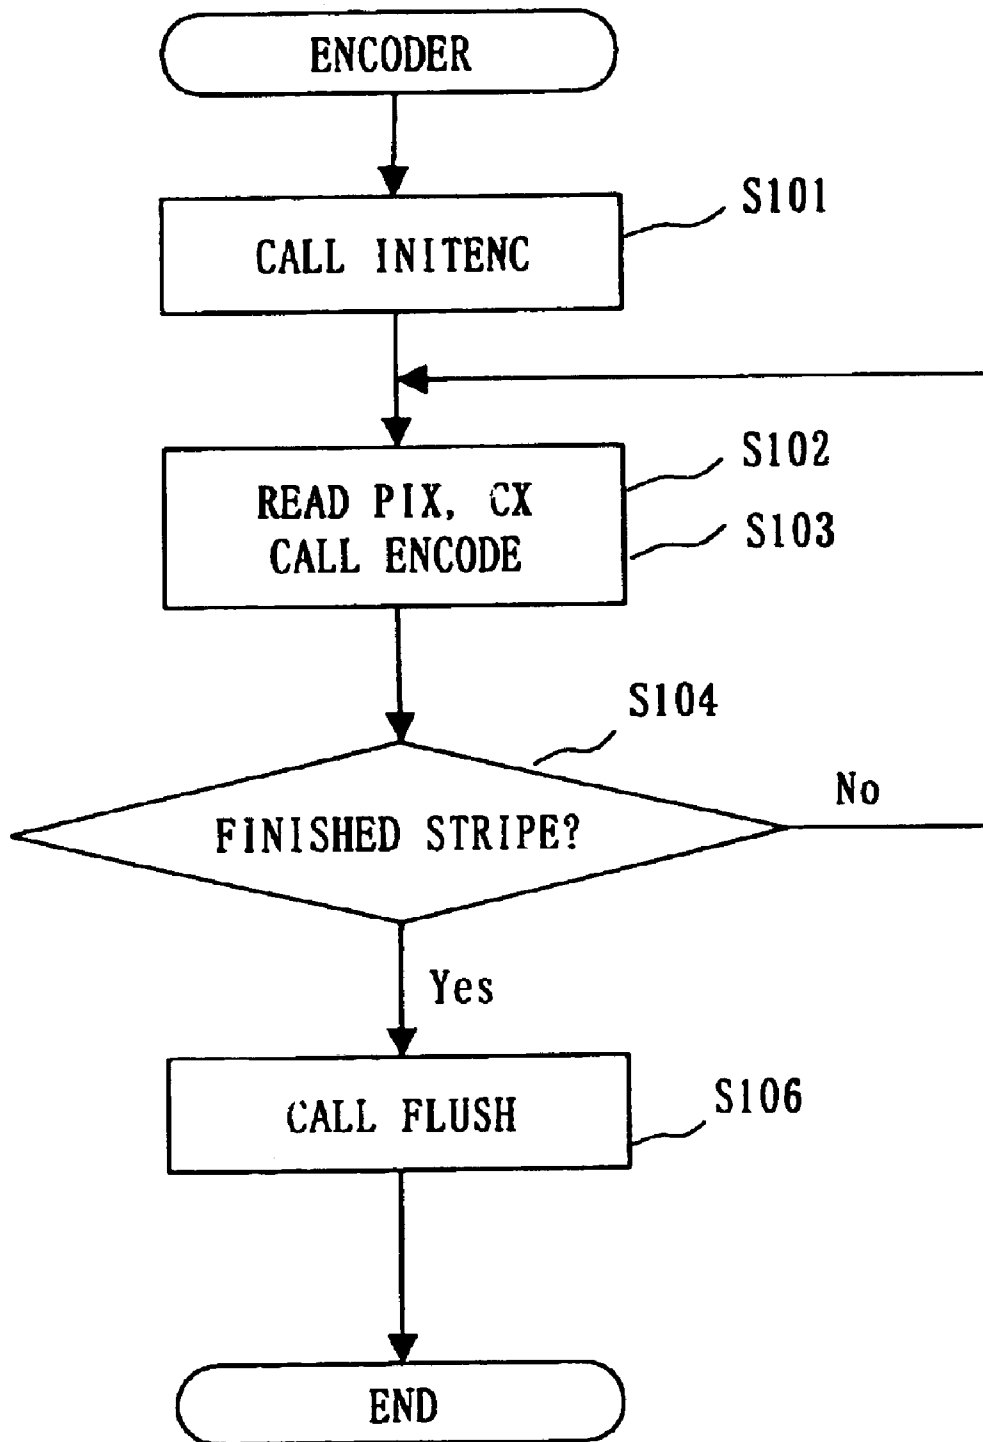 ENCODER
S101
CALL INITENC
S102
READ PIX, CX
S103
CALL ENCODE
S104
No
FINISHED STRIPE?
Yes
S106
CALL FLUSH
END